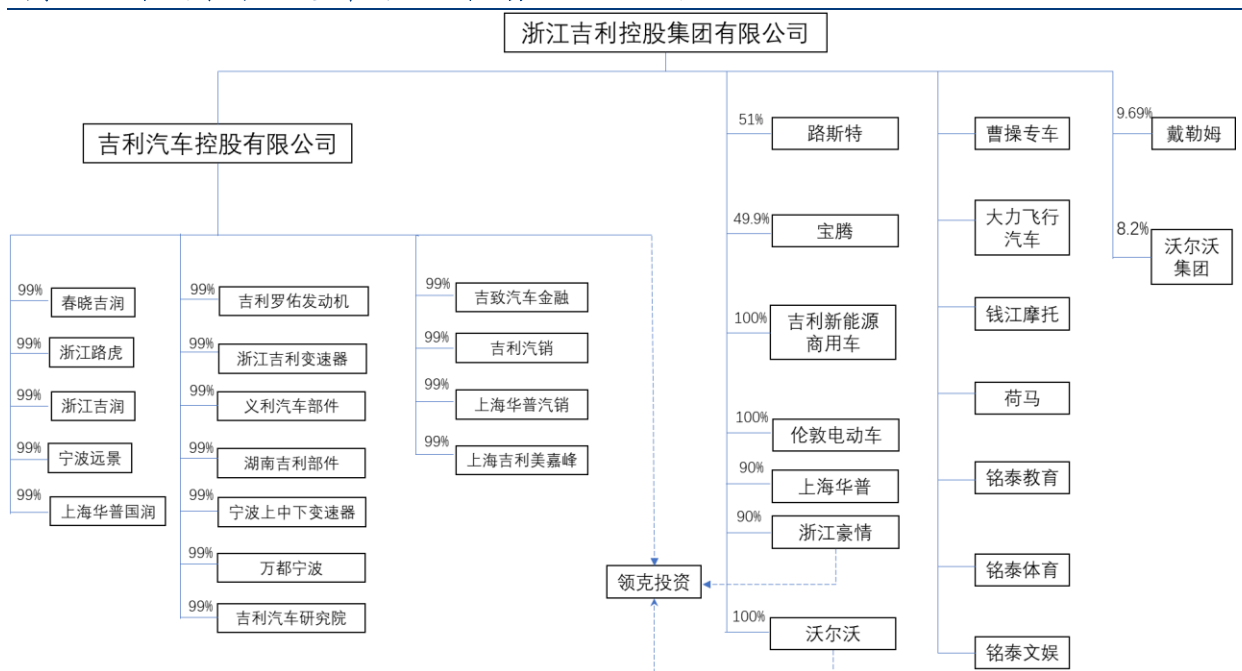 浙江吉利控股集团有限公司
吉利汽车控股有限公司
99%
春晓吉润
99%
浙江路虎
99%
浙江吉润
99%
宁波远景
99%
上海华普国润
99%
吉利罗佑发动机
99%
浙江吉利变速器
99%
义利汽车部件
99%
湖南吉利部件
99%
宁波上中下变速器
99%
万都宁波
99%
吉利汽车研究院
99%
吉致汽车金融
99%
吉利汽销
99%
上海华普汽销
99%
上海吉利美嘉峰
领克投资
51%
路斯特
49.9%
宝腾
100%
吉利新能源
商用车
100%
伦敦电动车
90%
上海华普
90%
浙江豪情
100%
沃尔沃
曹操专车
大力飞行
汽车
钱江摩托
荷马
铭泰教育
铭泰体育
铭泰文娱
9.69%
戴勒姆
8.2%
沃尔沃
集团